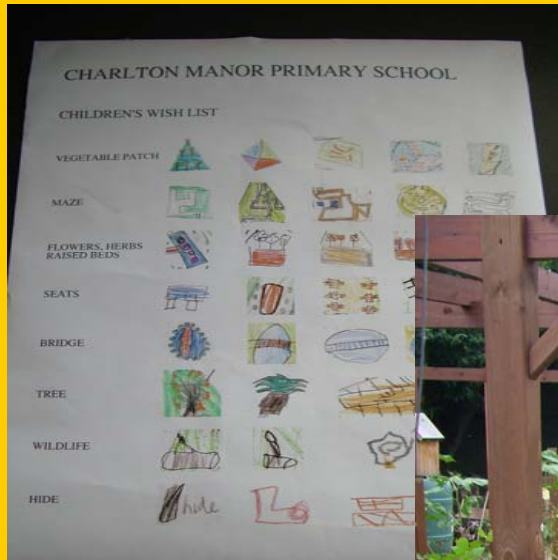 CHARLTON MANOR PRIMARY SCHOOL
CHILDREN'S WISH LIST
VEGETABLE PATCH
MAZE
FLOWERS, HERBS
RAISED BEDS
SEATS
BRIDGE
TREE
WILDLIFE
HIDE
hide